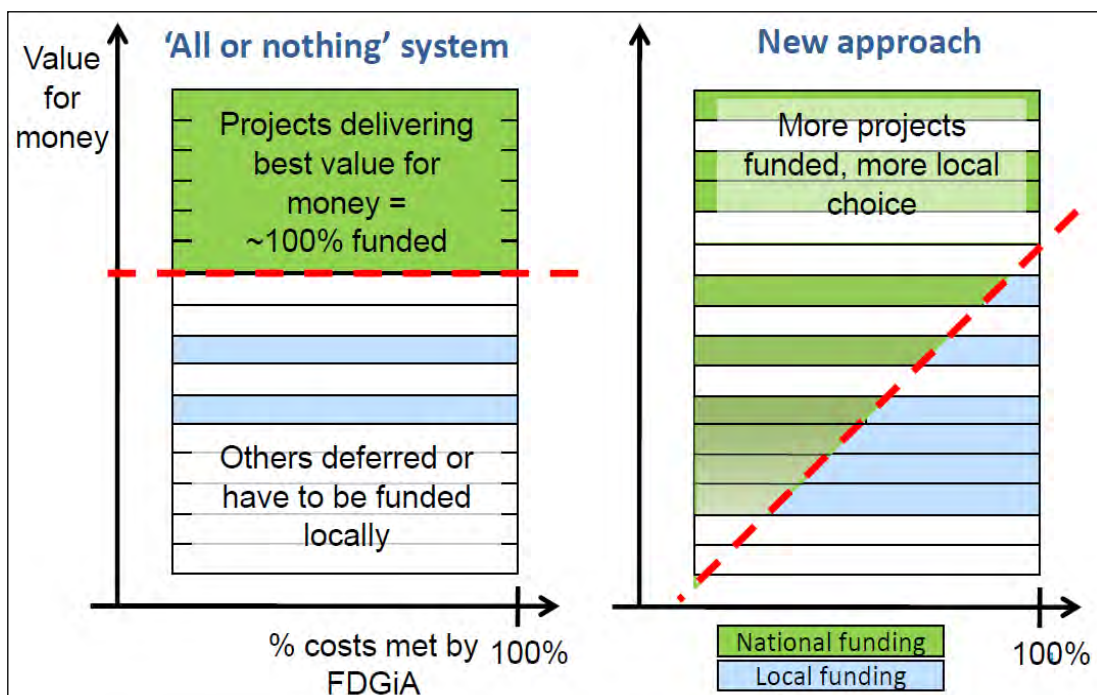 Value
for
money
‘All or nothing’ system
Projects delivering
best value for
money =
~100% funded
Others deferred or
have to be funded
locally
% costs met by
FDGiA
100%
New approach
More projects
funded, more local
choice
National funding
Local funding
100%